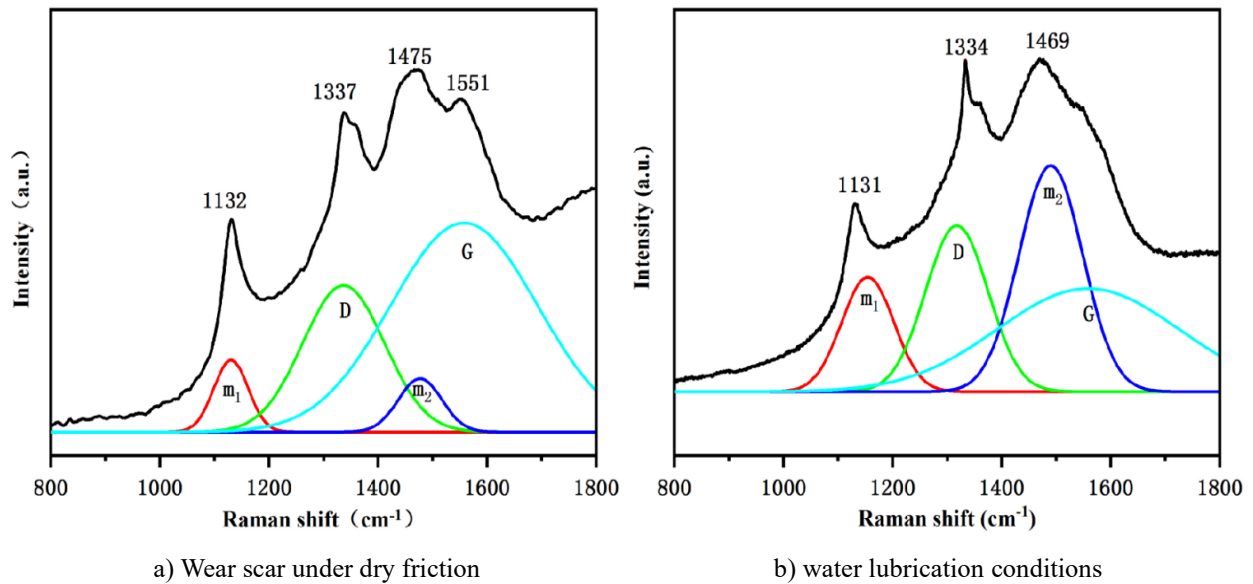 1132
1337
1475
1551
m1
D
m2
G
Intensity（a.u.）
800 1000 1200 1400 1600 1800
Raman shift（cm-1）
a) Wear scar under dry friction
1131
1334
1469
m1
D
m2
G
Intensity (a.u.)
800 1000 1200 1400 1600 1800
Raman shift (cm-1)
b) water lubrication conditions